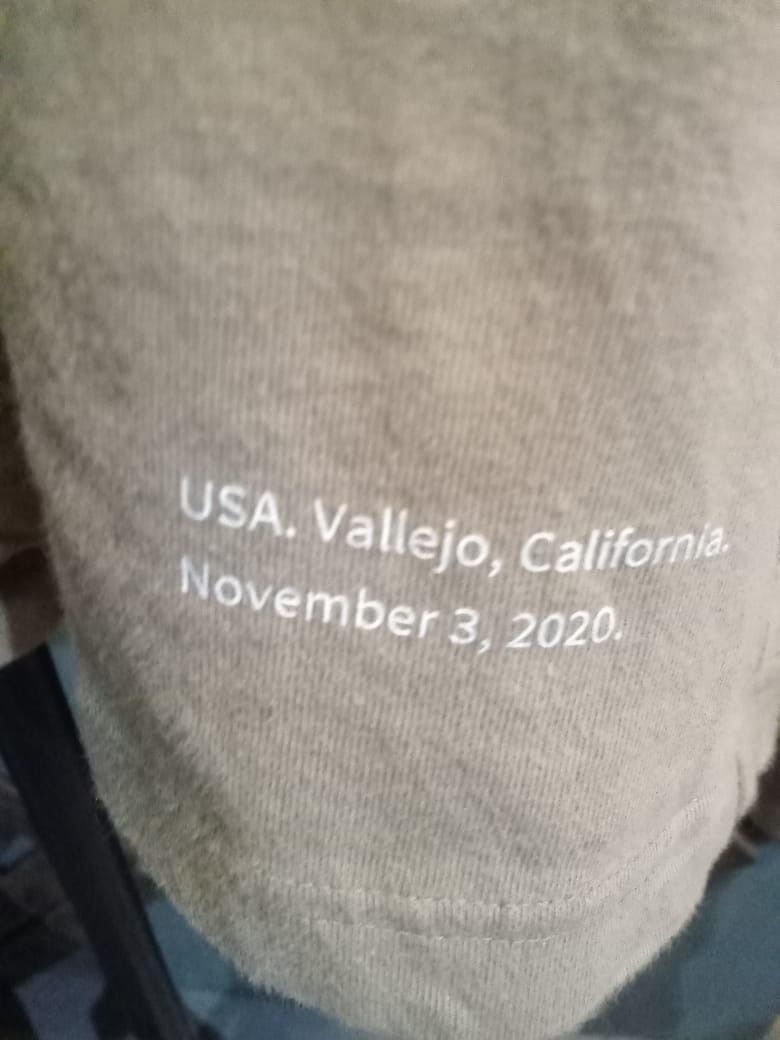 USA. Vallejo, California.
November 3, 2020.